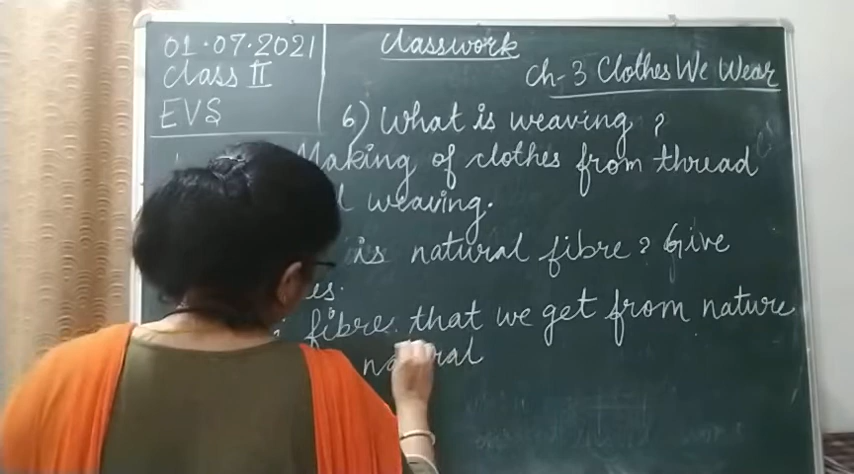 01.07.2021
Class II
EVS
Classwork
Ch-3 Clothes We Wear
6) What is weaving ?
Making of clothes from thread
weaving.
is natural fibre? Give
fibre that we get from nature
natural